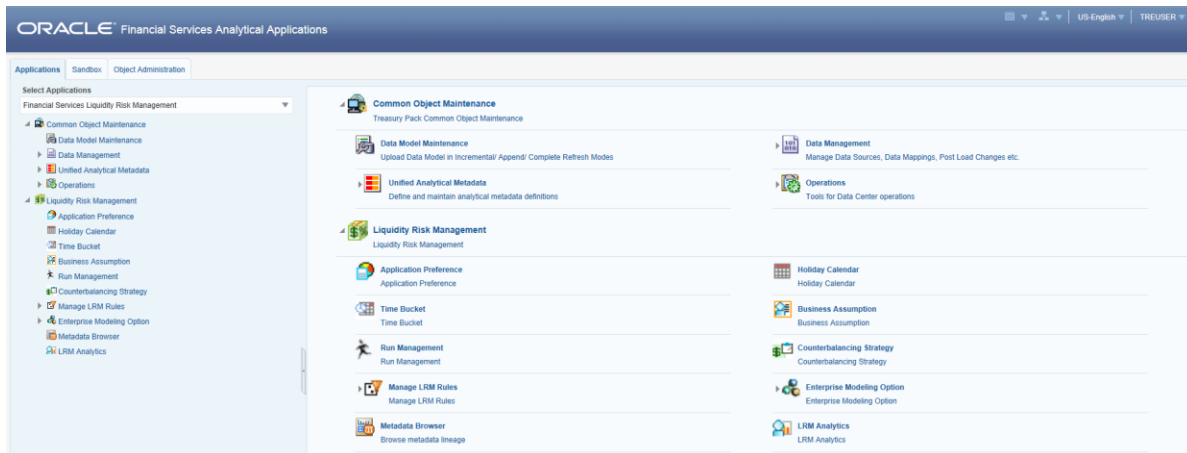 ORACLE Financial Services Analytical Applications
US-English
TREUSER
Applications Sandbox Object Administration
Select Applications
Financial Services Liquidity Risk Management
Common Object Maintenance
Data Model Maintenance
Data Management
Unified Analytical Metadata
Operations
Liquidity Risk Management
Application Preference
Holiday Calendar
Time Bucket
Business Assumption
Run Management
Counterbalancing Strategy
Manage LRM Rules
Enterprise Modeling Option
Metadata Browser
LRM Analytics
Common Object Maintenance
Treasury Pack Common Object Maintenance
Data Model Maintenance
Upload Data Model in Incremental/ Append/ Complete Refresh Modes
Data Management
Manage Data Sources, Data Mappings, Post Load Changes etc.
Unified Analytical Metadata
Define and maintain analytical metadata definitions
Operations
Tools for Data Center operations
Liquidity Risk Management
Liquidity Risk Management
Application Preference
Application Preference
Holiday Calendar
Holiday Calendar
Time Bucket
Time Bucket
Business Assumption
Business Assumption
Run Management
Run Management
Counterbalancing Strategy
Counterbalancing Strategy
Manage LRM Rules
Manage LRM Rules
Enterprise Modeling Option
Enterprise Modeling Option
Metadata Browser
Browse metadata lineage
LRM Analytics
LRM Analytics